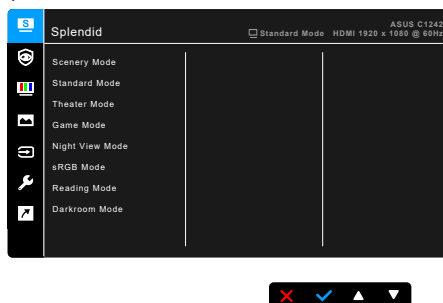 S
Splendid
ASUS C1242
Standard Mode HDMI 1920 x 1080 @ 60Hz
Scenery Mode
Standard Mode
Theater Mode
Game Mode
Night View Mode
sRGB Mode
Reading Mode
Darkroom Mode